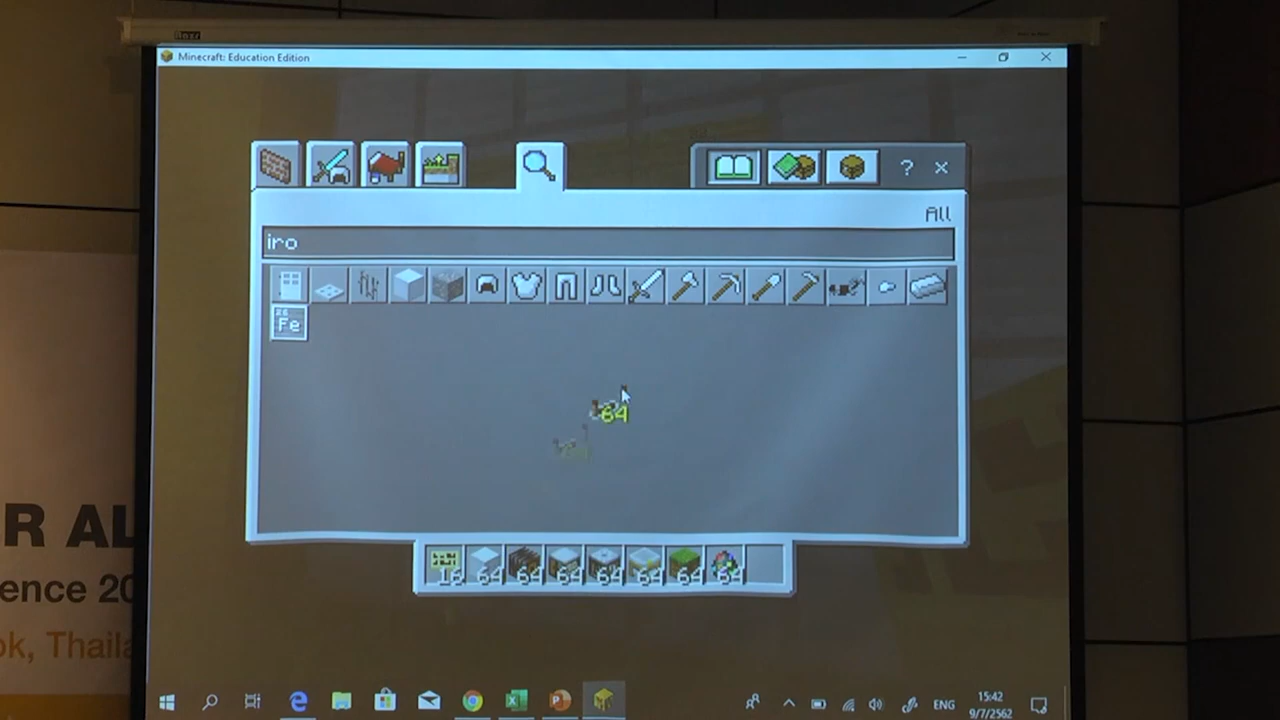 Minecraft: Education Edition
?
All
iro
26
Fe
64
16 64 64 64 64 64 64 64
R AL
ence 20
ok, Thaila
ENG
15:42
9/7/2562